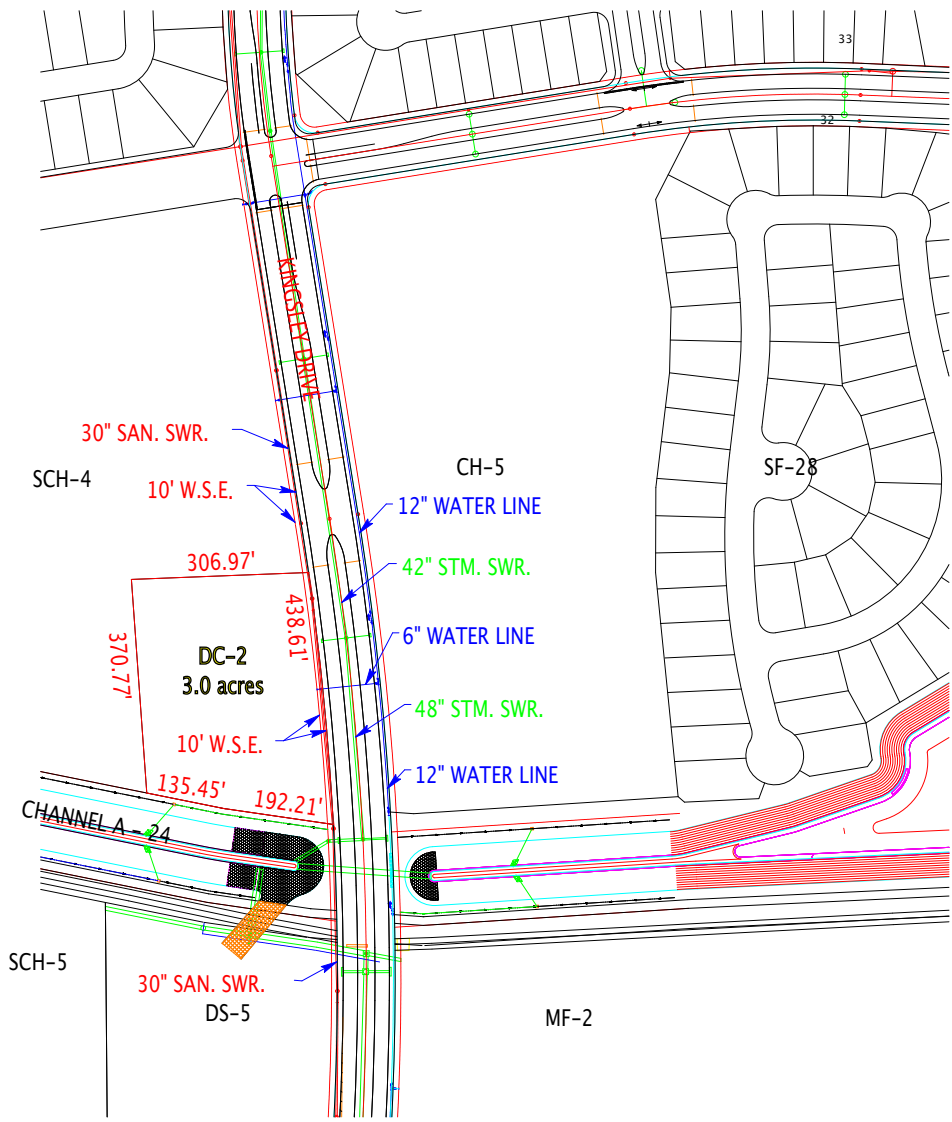 33
32
KINGSLEY DRIVE
30" SAN. SWR.
SCH-4
CH-5
SF-28
10' W.S.E.
12" WATER LINE
306.97'
42" STM. SWR.
438.61'
370.77'
6" WATER LINE
DC-2
3.0 acres
48" STM. SWR.
10' W.S.E.
12" WATER LINE
135.45'
192.21'
CHANNEL A - 24
SCH-5
30" SAN. SWR.
DS-5
MF-2